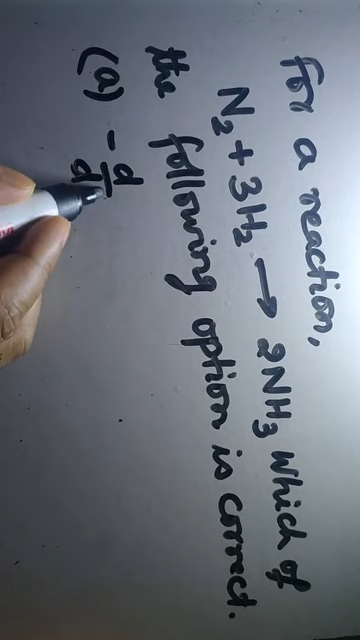 For a reaction,
N₂ + 3H₂ → 2NH₃ Which of
the following option is correct.
(a) - d
d